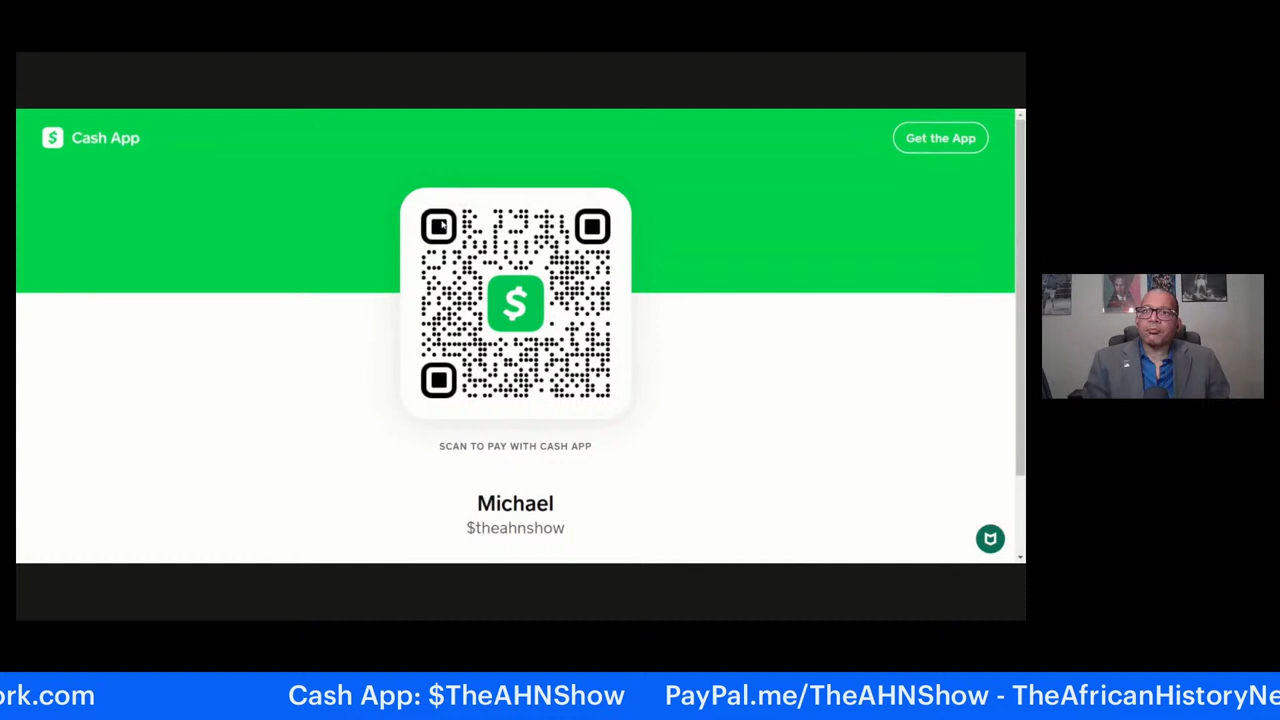 $ Cash App
Get the App
$
SCAN TO PAY WITH CASH APP
Michael
$theahnshow
ork.com Cash App: $TheAHNShow PayPal.me/TheAHNShow - TheAfricanHistoryNe